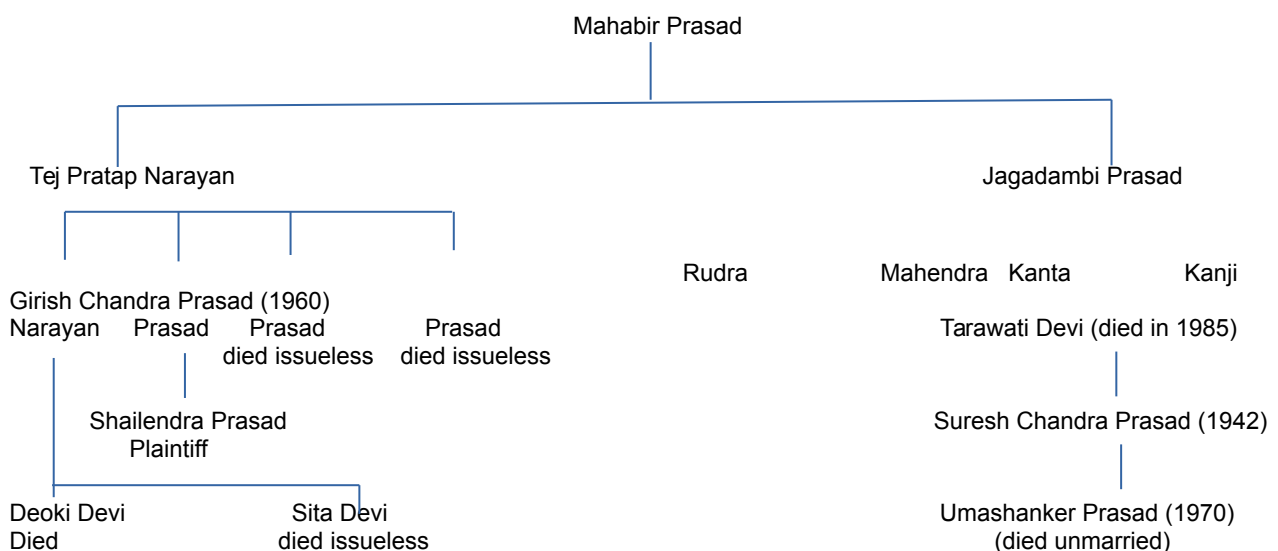 Mahabir Prasad
Tej Pratap Narayan Jagadambi Prasad
Rudra Mahendra Kanta Kanji
Girish Chandra Prasad (1960)
Narayan Prasad Prasad Prasad Tarawati Devi (died in 1985)
died issueless died issueless
Shailendra Prasad Suresh Chandra Prasad (1942)
Plaintiff
Deoki Devi Sita Devi Umashanker Prasad (1970)
Died died issueless (died unmarried)